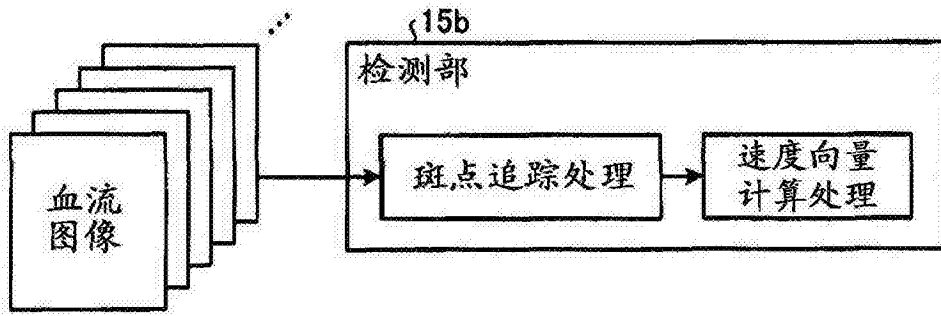 15b
检测部
血流
图像
斑点追踪处理
速度向量
计算处理